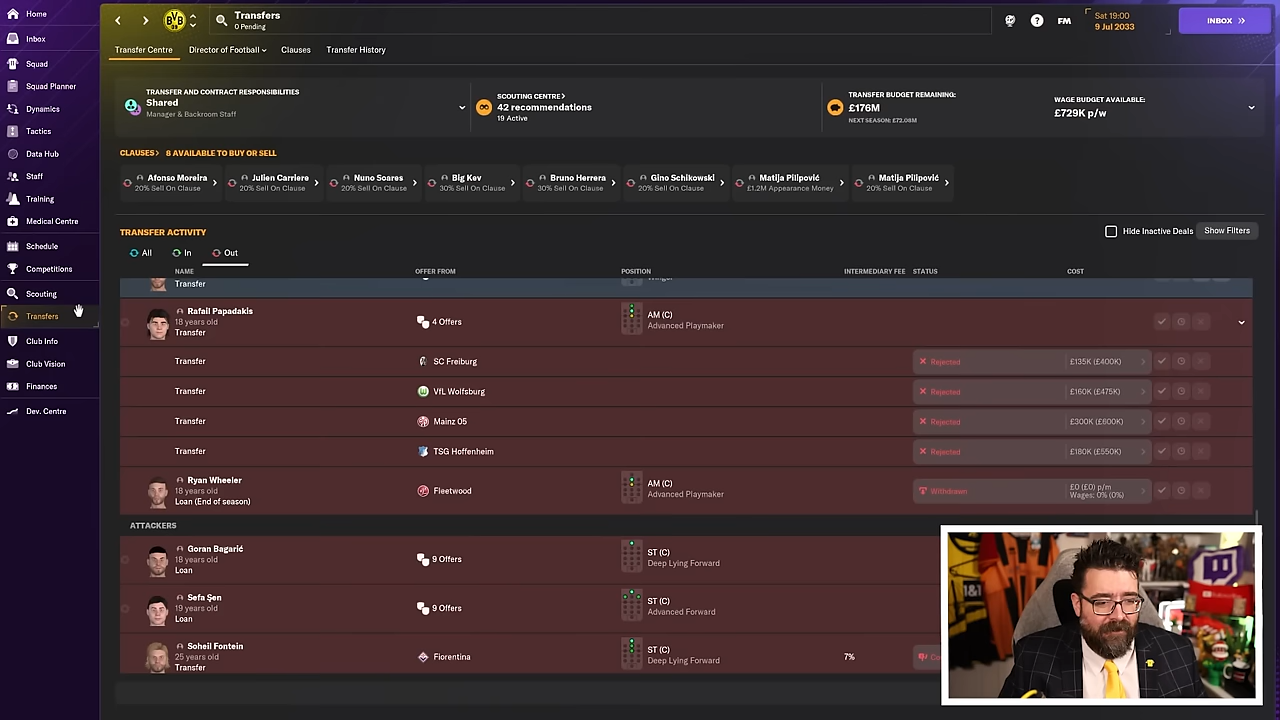 Home
Inbox
Squad
Squad Planner
Dynamics
Tactics
Data Hub
Staff
Training
Medical Centre
Schedule
Competitions
Scouting
Transfers
Club Info
Club Vision
Finances
Dev. Centre
BVB
09
Transfers
0 Pending
FM
Sat 19:00
9 Jul 2033
INBOX
Transfer Centre
Director of Football
Clauses
Transfer History
TRANSFER AND CONTRACT RESPONSIBILITIES
Shared
Manager & Backroom Staff
SCOUTING CENTRE >
42 recommendations
19 Active
TRANSFER BUDGET REMAINING:
£176M
NEXT SEASON: £72.08M
WAGE BUDGET AVAILABLE:
£729K p/w
CLAUSES > 8 AVAILABLE TO BUY OR SELL
Afonso Moreira
20% Sell On Clause
Julien Carriere
20% Sell On Clause
Nuno Soares
20% Sell On Clause
Big Kev
30% Sell On Clause
Bruno Herrera
30% Sell On Clause
Gino Schikowski
20% Sell On Clause
Matija Pilipović
£1.2M Appearance Money
Matija Pilipović
20% Sell On Clause
TRANSFER ACTIVITY
Hide Inactive Deals
Show Filters
All
In
Out
NAME OFFER FROM POSITION INTERMEDIARY FEE STATUS COST
Transfer
Rafail Papadakis
18 years old
Transfer
4 Offers
AM (C)
Advanced Playmaker
Transfer SC Freiburg Rejected £135K (£400K)
Transfer VfL Wolfsburg Rejected £160K (£475K)
Transfer Mainz 05 Rejected £300K (£600K)
Transfer TSG Hoffenheim Rejected £180K (£550K)
Ryan Wheeler
18 years old
Loan (End of season)
Fleetwood
AM (C)
Advanced Playmaker
Withdrawn
£0 (£0) p/m
Wages: 0% (0%)
ATTACKERS
Goran Bagarić
18 years old
Loan
9 Offers
ST (C)
Deep Lying Forward
Sefa Şen
19 years old
Loan
9 Offers
ST (C)
Advanced Forward
Soheil Fontein
25 years old
Transfer
Fiorentina
ST (C)
Deep Lying Forward
7%
1&1